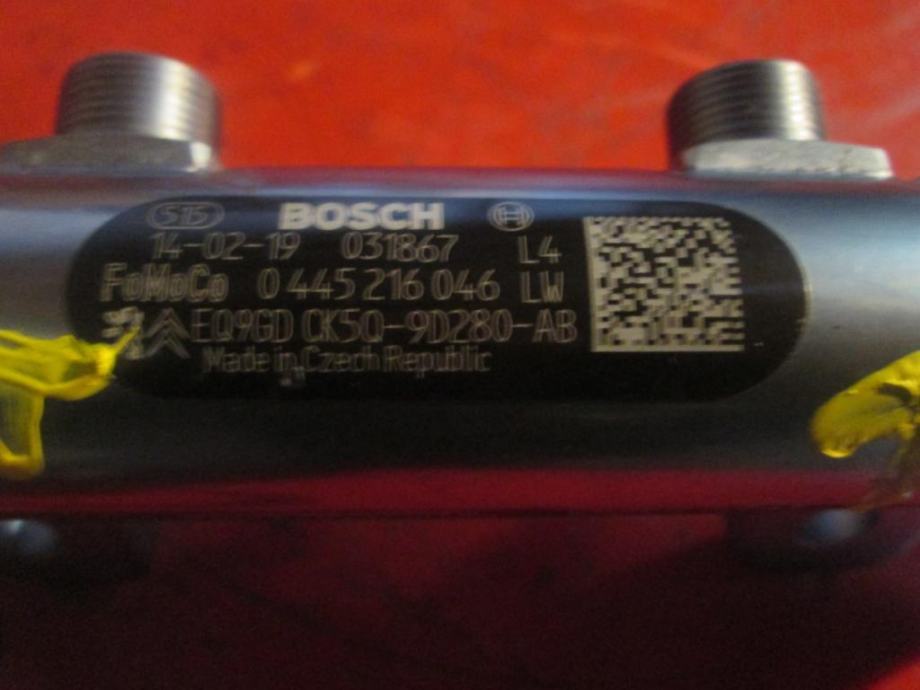 515 BOSCH
14-02-19 031867 L4
FoMoCo 0 445 216 046 LW
EQ9GD CK5Q-9D280-AB
Made in Czech Republic